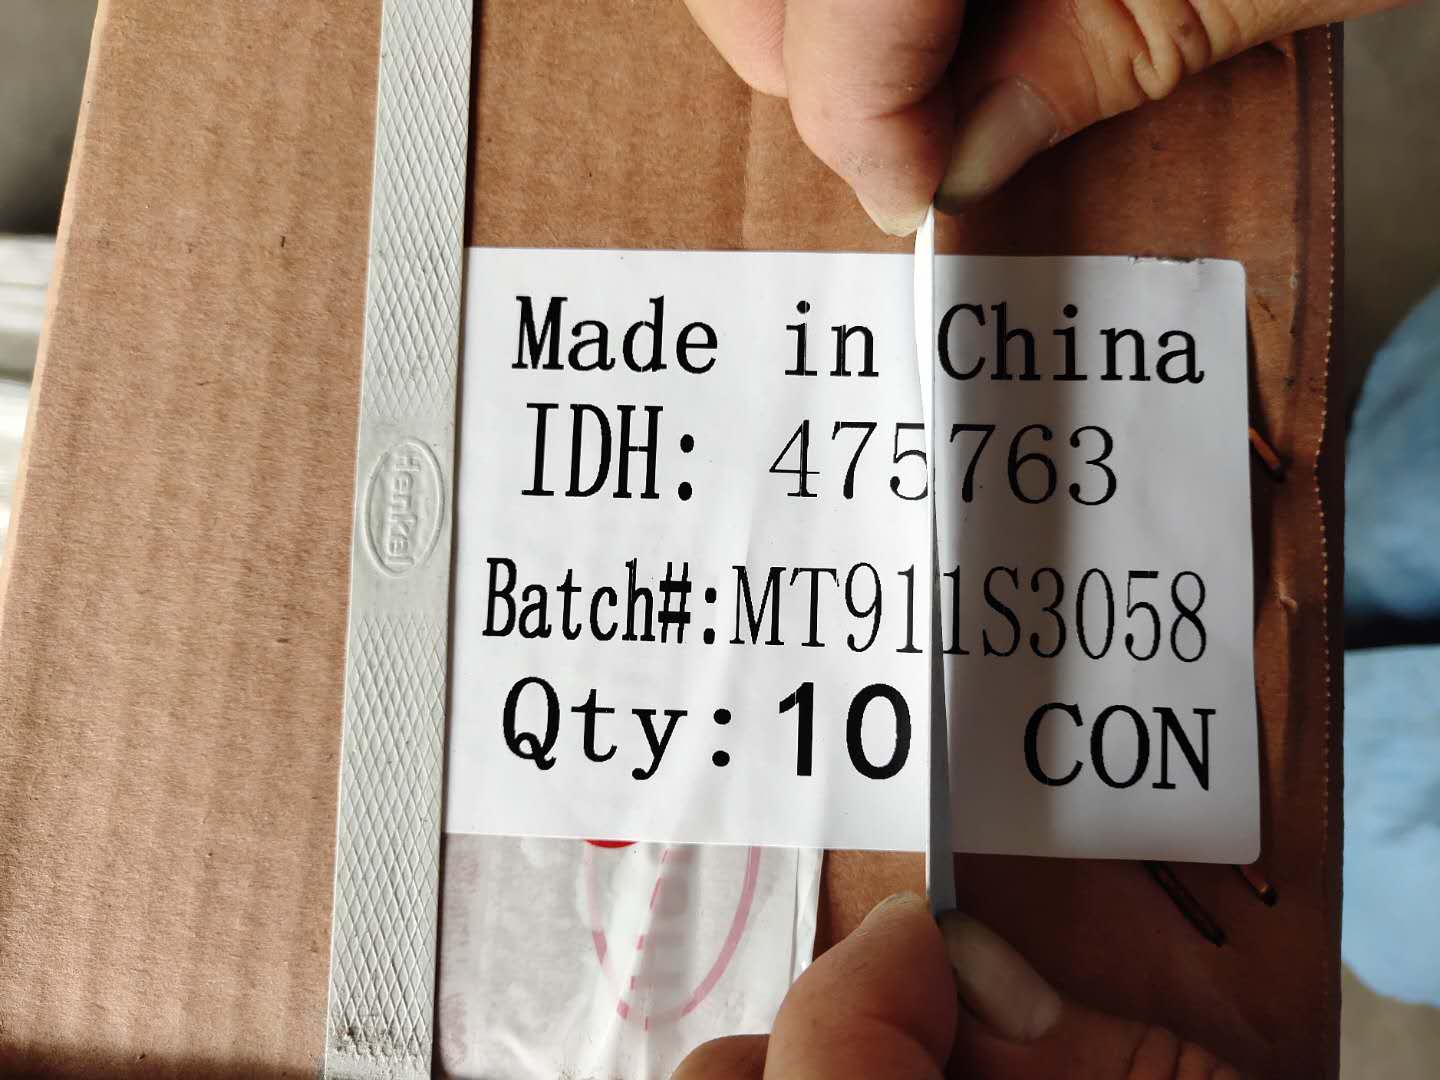 Made in China
IDH: 475763
Batch#:MT911S3058
Qty:10 CON
Henkel